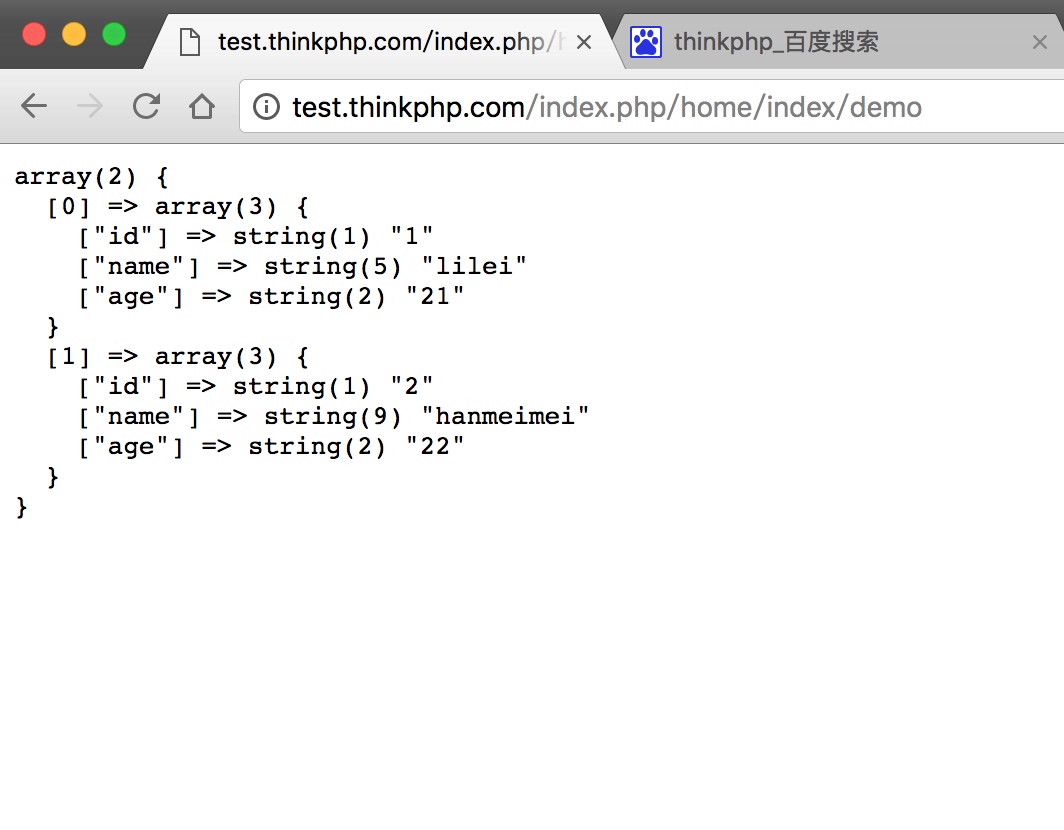 test.thinkphp.com/index.php/h
thinkphp_百度搜索
test.thinkphp.com/index.php/home/index/demo
array(2) {
  [0] => array(3) {
    ["id"] => string(1) "1"
    ["name"] => string(5) "lilei"
    ["age"] => string(2) "21"
  }
  [1] => array(3) {
    ["id"] => string(1) "2"
    ["name"] => string(9) "hanmeimei"
    ["age"] => string(2) "22"
  }
}